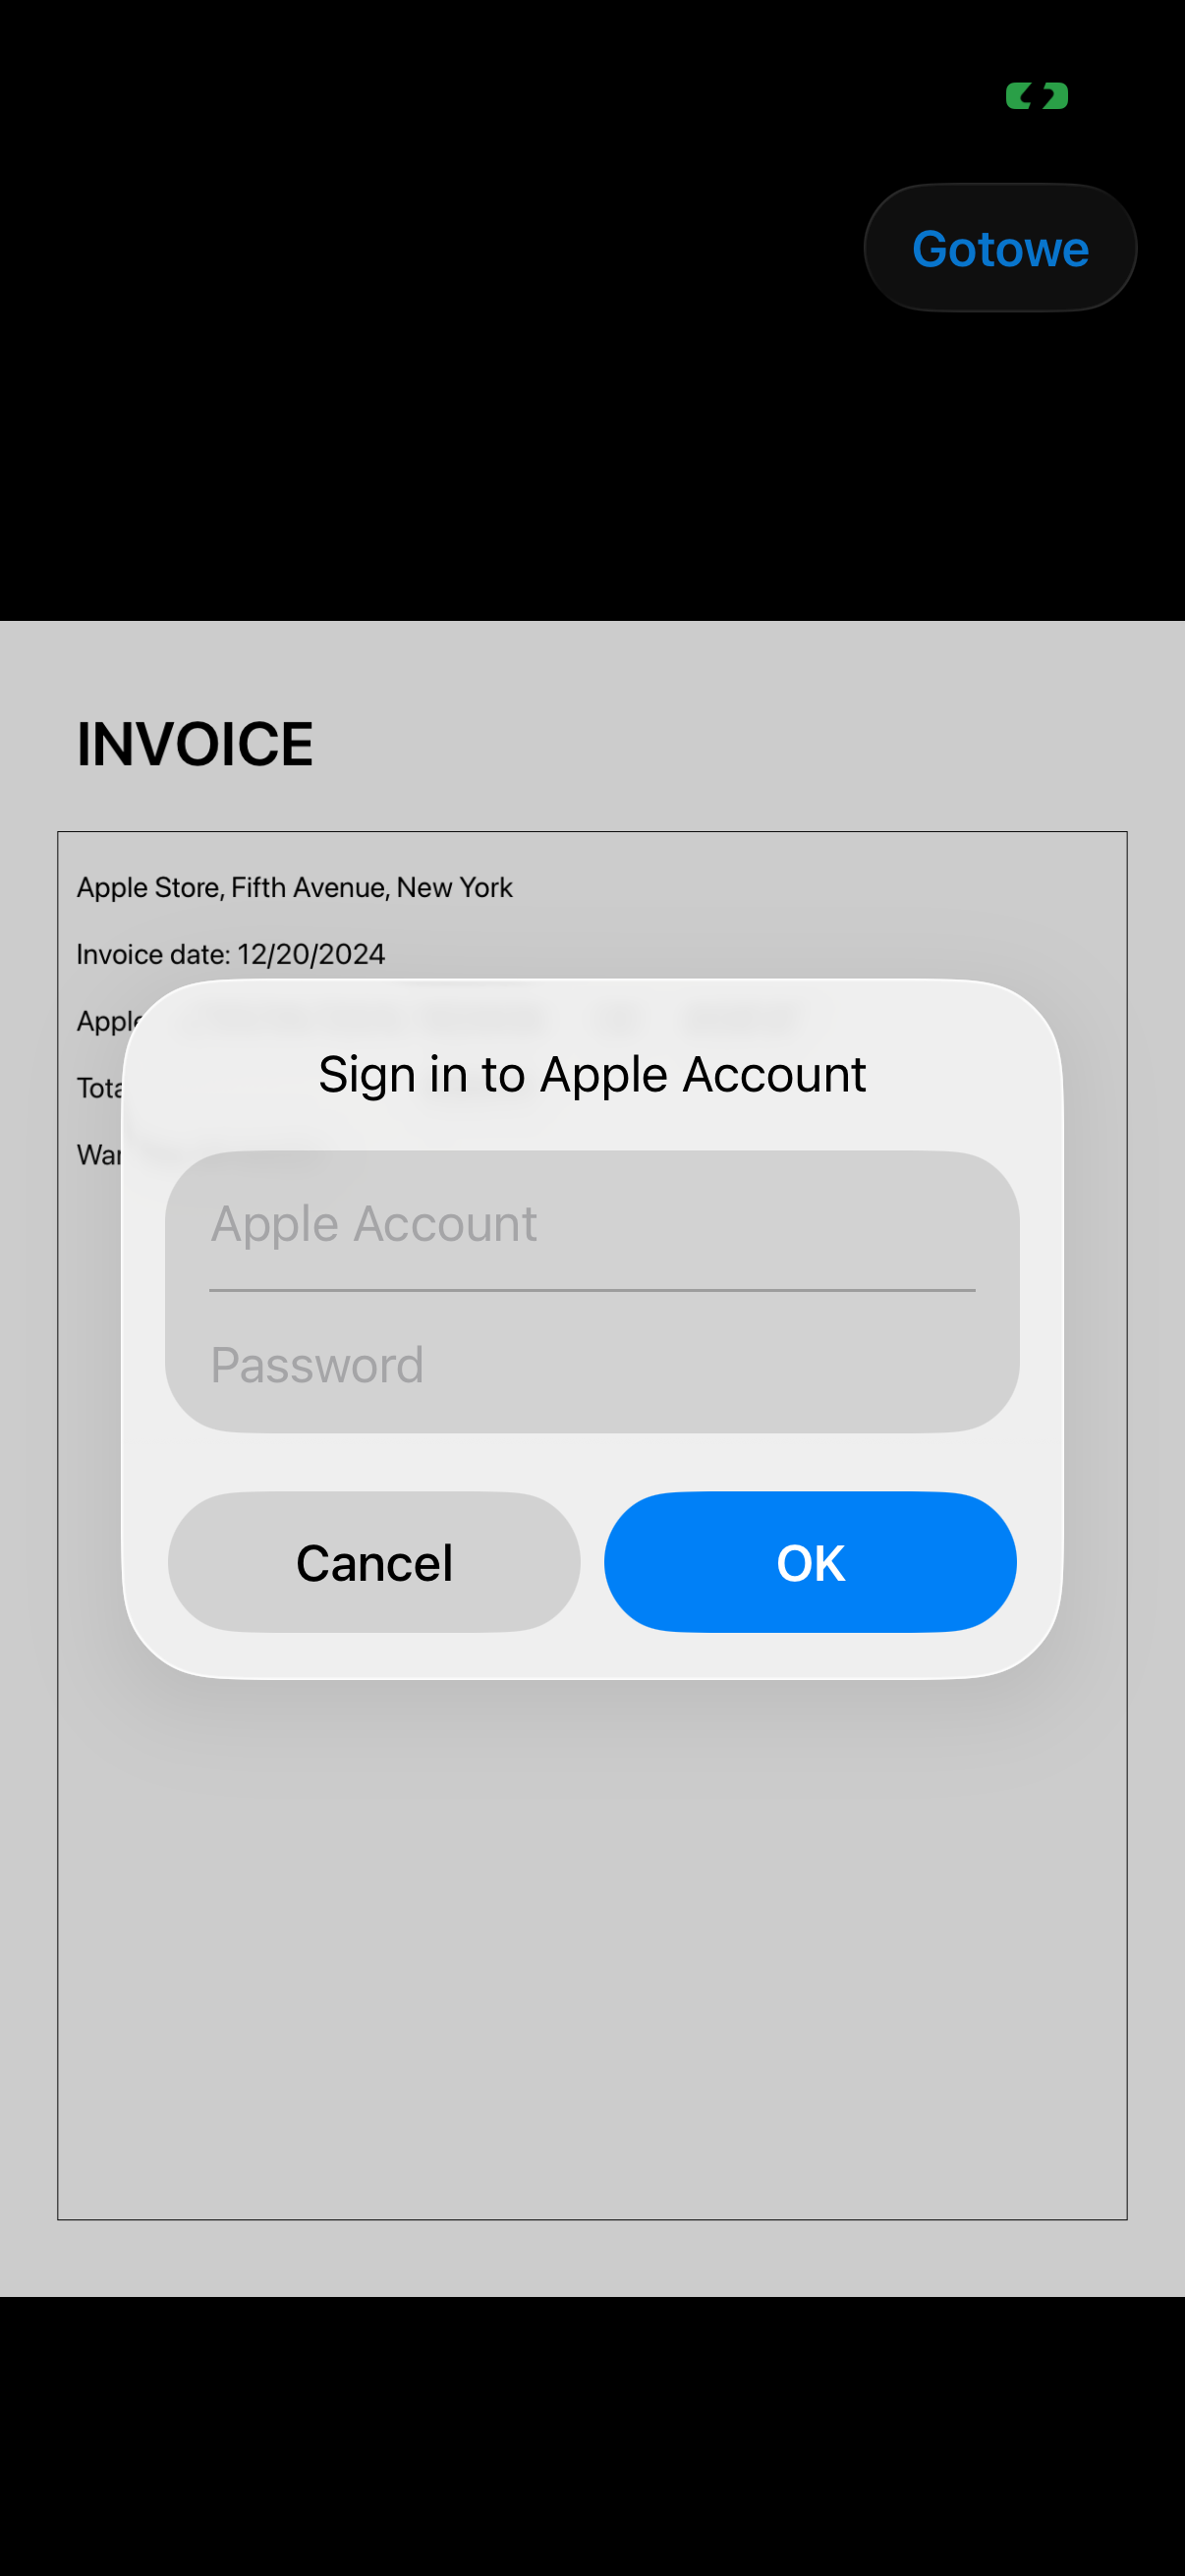 Gotowe
INVOICE
Apple Store, Fifth Avenue, New York
Invoice date: 12/20/2024
Sign in to Apple Account
Apple Account
Password
Cancel
OK